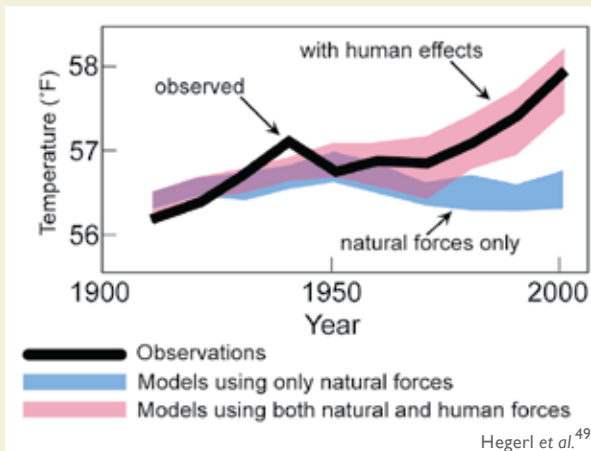 with human effects
58
observed
Temperature (°F)
57
56
natural forces only
1900
1950
2000
Year
Observations
Models using only natural forces
Models using both natural and human forces
Hegerl et al.49